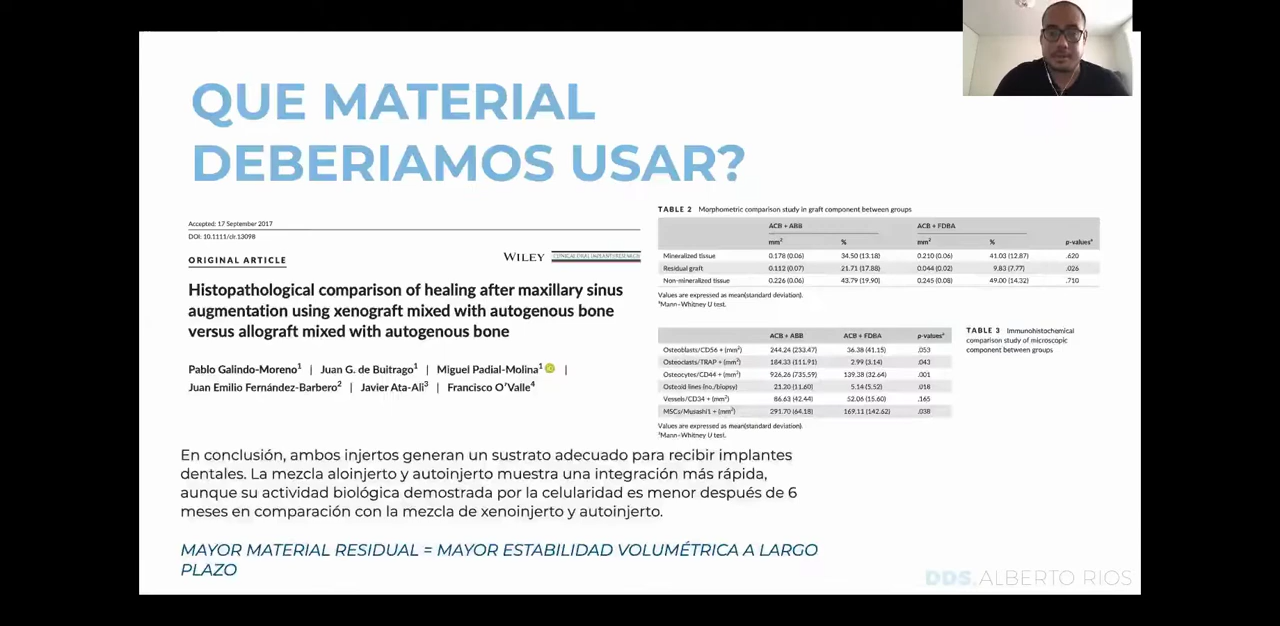 QUE MATERIAL
DEBERIAMOS USAR?
Accepted: 17 September 2017
DOI: 10.1111/clr.13098
ORIGINAL ARTICLE
WILEY CLINICAL ORAL IMPLANTS RESEARCH
Histopathological comparison of healing after maxillary sinus
augmentation using xenograft mixed with autogenous bone
versus allograft mixed with autogenous bone
Pablo Galindo-Moreno1 | Juan G. de Buitrago1 | Miguel Padial-Molina1 |
Juan Emilio Fernández-Barbero2 | Javier Ata-Ali3 | Francisco O'Valle4
TABLE 2 Morphometric comparison study in graft component between groups
ACB + ABB ACB + FDBA
mm2 % mm2 % p-valuesa
Mineralized tissue 0.178 (0.06) 34.50 (13.18) 0.210 (0.06) 41.03 (12.87) .620
Residual graft 0.112 (0.07) 21.71 (17.88) 0.044 (0.02) 9.83 (7.77) .026
Non-mineralized tissue 0.226 (0.06) 43.79 (19.90) 0.245 (0.08) 49.00 (14.32) .710
Values are expressed as mean(standard deviation).
aMann-Whitney U test.
ACB + ABB ACB + FDBA p-valuesa
Osteoblasts/CD56 + (mm2) 244.24 (233.47) 36.38 (41.15) .053
Osteoclasts/TRAP + (mm2) 184.33 (111.91) 2.99 (3.14) .043
Osteocytes/CD44 + (mm2) 926.26 (735.59) 139.38 (32.64) .001
Osteoid lines (no./biopsy) 21.20 (11.60) 5.14 (5.52) .018
Vessels/CD34 + (mm2) 86.63 (42.44) 52.06 (15.60) .165
MSCs/Musashi1 + (mm2) 291.70 (64.18) 169.11 (142.62) .038
Values are expressed as mean(standard deviation).
aMann-Whitney U test.
TABLE 3 Immunohistochemical
comparison study of microscopic
component between groups
En conclusión, ambos injertos generan un sustrato adecuado para recibir implantes
dentales. La mezcla aloinjerto y autoinjerto muestra una integración más rápida,
aunque su actividad biológica demostrada por la celularidad es menor después de 6
meses en comparación con la mezcla de xenoinjerto y autoinjerto.
MAYOR MATERIAL RESIDUAL = MAYOR ESTABILIDAD VOLUMÉTRICA A LARGO
PLAZO
DDS.ALBERTO RIOS